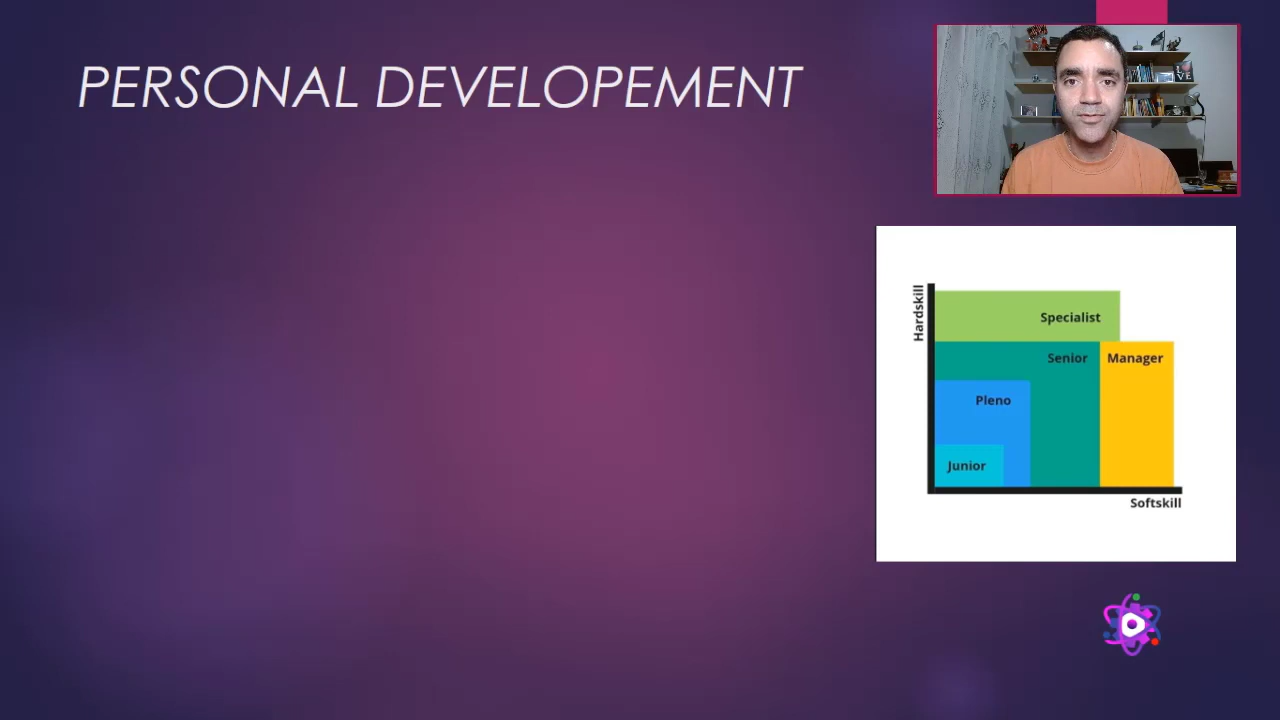 PERSONAL DEVELOPEMENT
Hardskill
Specialist
Senior
Manager
Pleno
Junior
Softskill